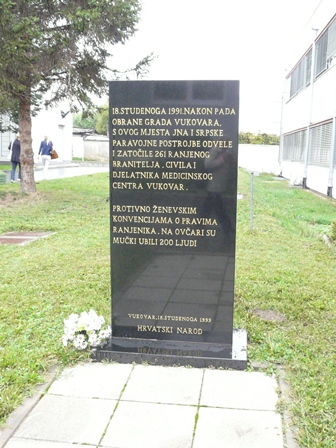 18.STUDENOGA 1991.NAKON PADA
OBRANE GRADA VUKOVARA,
S OVOG MJESTA JNA I SRPSKE
PARAVOJNE POSTROJBE ODVELE
I ZATOČILE 261 RANJENOG
BRANITELJA , CIVILA I
DJELATNIKA MEDICINSKOG
CENTRA VUKOVAR .
PROTIVNO ŽENEVSKIM
KONVENCIJAMA O PRAVIMA
RANJENIKA, NA OVČARI SU
MUČKI UBILI 200 LJUDI
VUKOVAR,18.STUDENOGA 1999
HRVATSKI NAROD